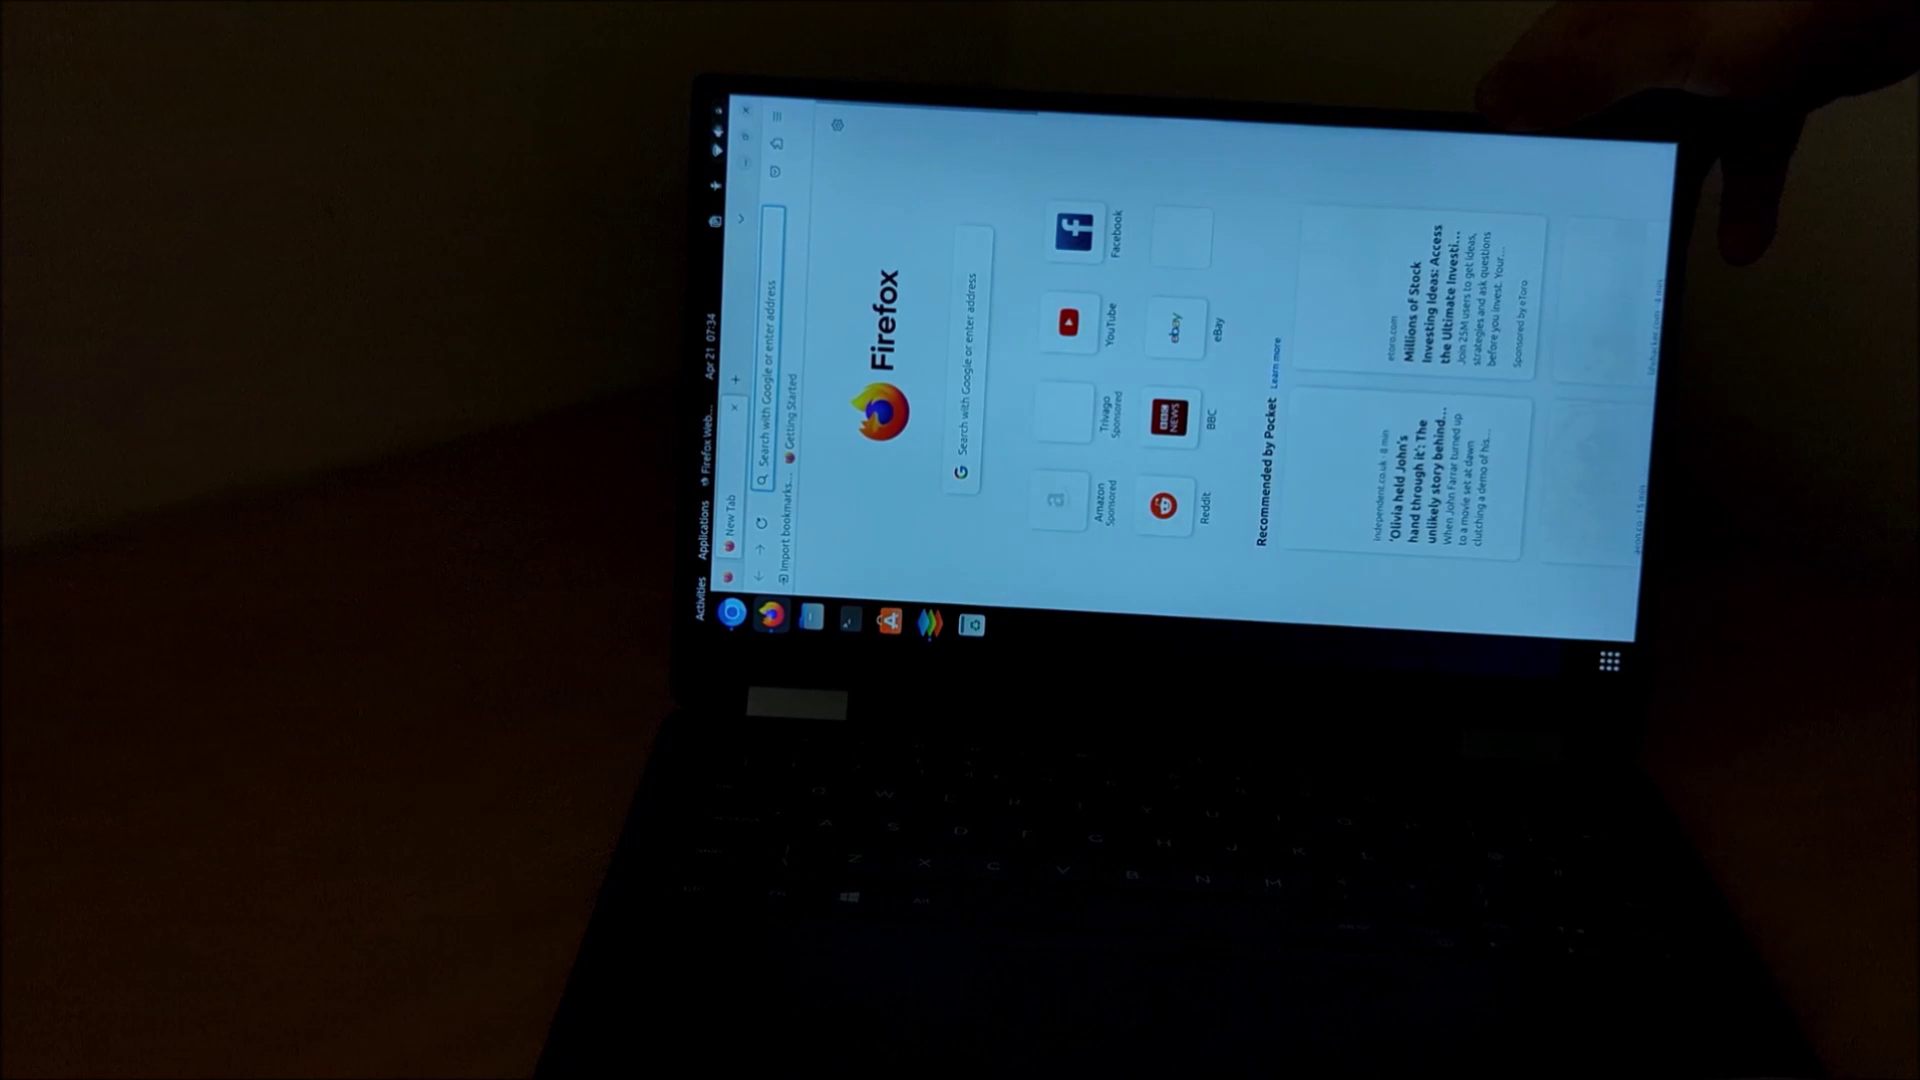 Activities
Applications
Firefox Web...
Apr 21 07:34
New Tab
Search with Google or enter address
Import bookmarks...
Getting Started
Firefox
Search with Google or enter address
a
Amazon
Sponsored
Trivago
Sponsored
YouTube
Facebook
Reddit
BBC
NEWS
BBC
ebay
eBay
Recommended by Pocket
Learn more
independent.co.uk · 8 min
'Olivia held John's
hand through it': The
unlikely story behind...
When John Farrar turned up
to a movie set at dawn
clutching a demo of his...
etoro.com
Millions of Stock
Investing Ideas: Access
the Ultimate Investi...
Join 25M users to get ideas,
strategies and ask questions
before you invest. Your...
Sponsored by eToro
W
U
A S D F G H J K L
Z X C V B N M
Alt